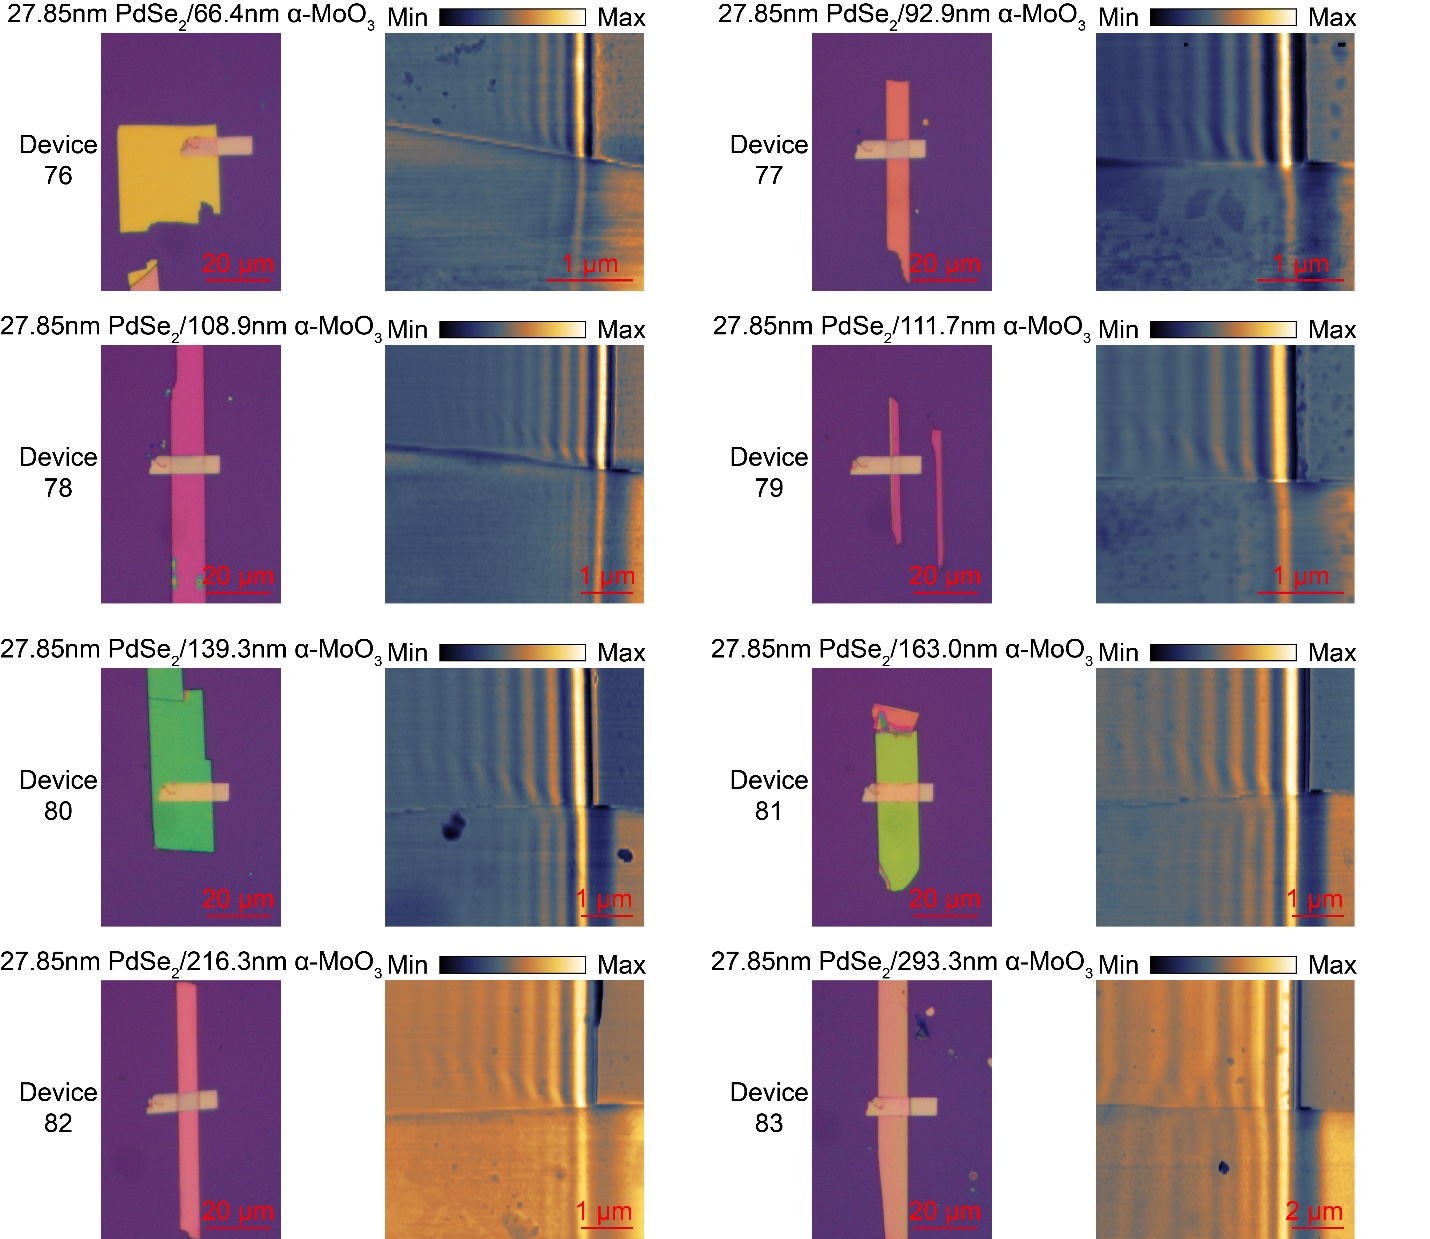 27.85nm PdSe₂/66.4nm α-MoO₃ Min Max
27.85nm PdSe₂/92.9nm α-MoO₃ Min Max
Device
76
20 μm
1 μm
Device
77
20 μm
1 μm
27.85nm PdSe₂/108.9nm α-MoO₃ Min Max
27.85nm PdSe₂/111.7nm α-MoO₃ Min Max
Device
78
20 μm
1 μm
Device
79
20 μm
1 μm
27.85nm PdSe₂/139.3nm α-MoO₃ Min Max
27.85nm PdSe₂/163.0nm α-MoO₃ Min Max
Device
80
20 μm
1 μm
Device
81
20 μm
1 μm
27.85nm PdSe₂/216.3nm α-MoO₃ Min Max
27.85nm PdSe₂/293.3nm α-MoO₃ Min Max
Device
82
20 μm
1 μm
Device
83
20 μm
2 μm